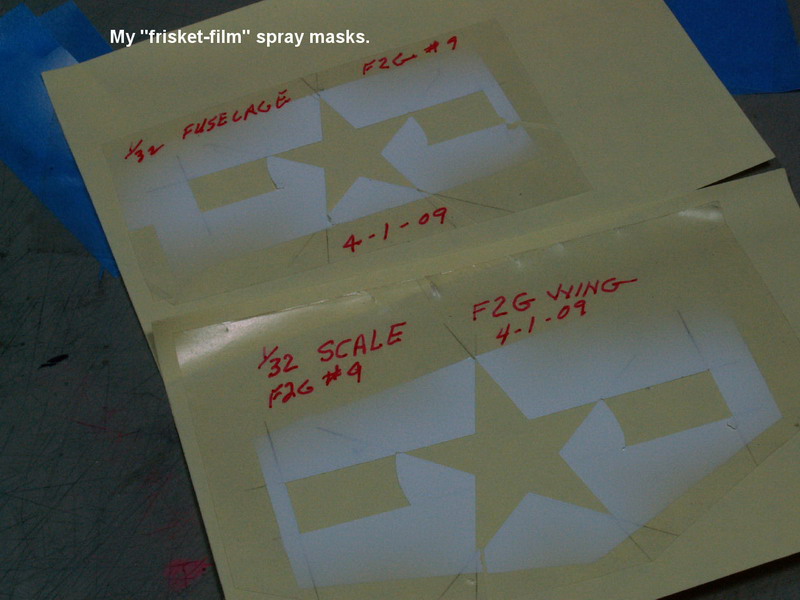 My "frisket-film" spray masks.
1/32 FUSELAGE
F2G #9
4-1-09
1/32 SCALE
F2G #9
F2G WING
4-1-09